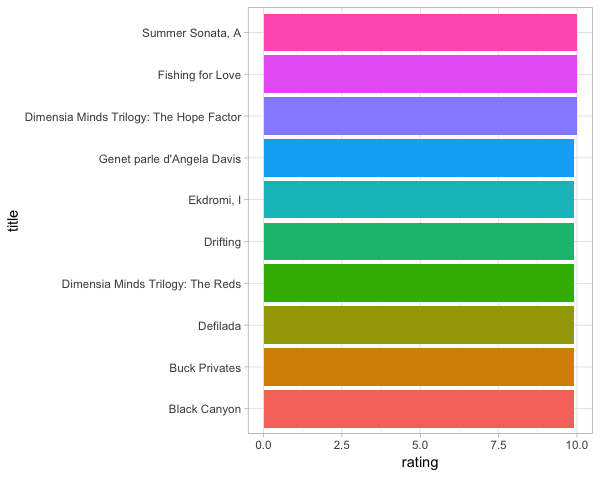 Summer Sonata, A
Fishing for Love
Dimensia Minds Trilogy: The Hope Factor
Genet parle d'Angela Davis
Ekdromi, I
Drifting
Dimensia Minds Trilogy: The Reds
Defilada
Buck Privates
Black Canyon
title
0.0 2.5 5.0 7.5 10.0
rating